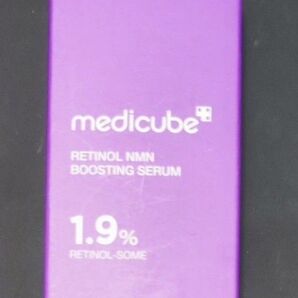 medicube
RETINOL NMN
BOOSTING SERUM
1.9%
RETINOL-SOME